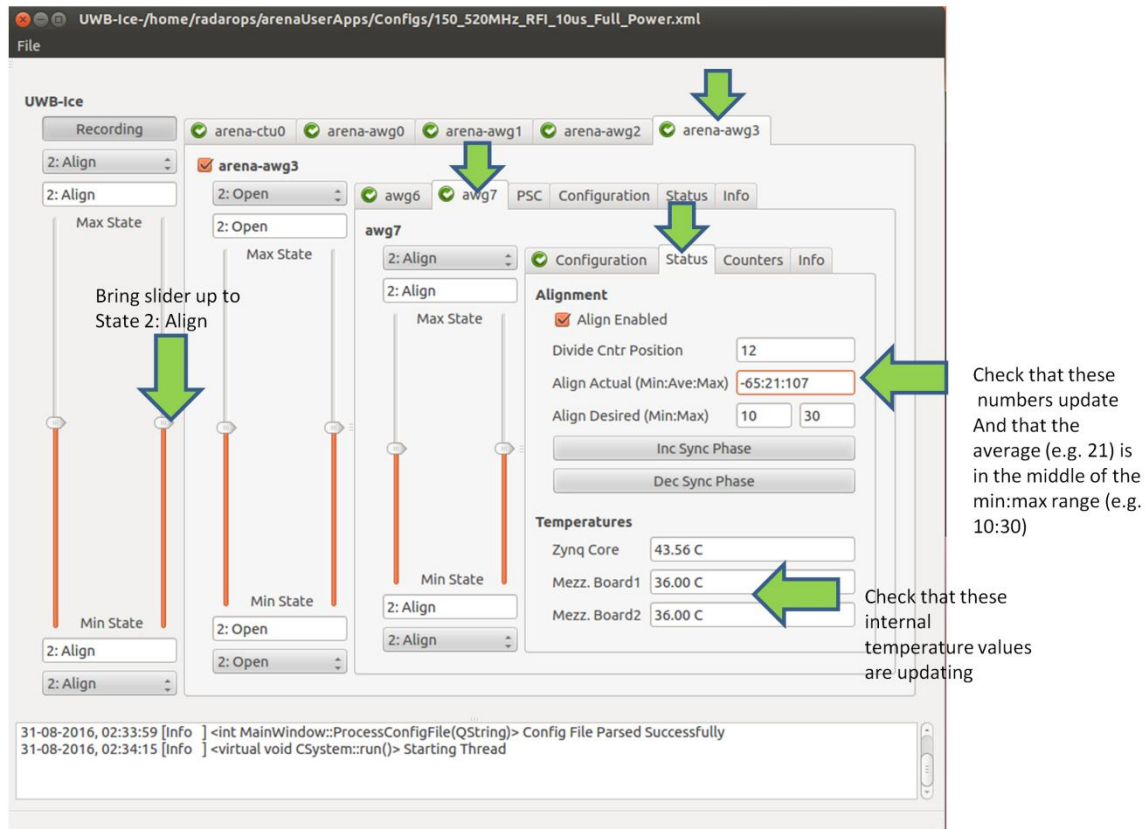 UWB-Ice-/home/radarops/arenaUserApps/Configs/150_520MHz_RFI_10us_Full_Power.xml
File
UWB-Ice
Recording
2: Align
2: Align
Max State
Bring slider up to
State 2: Align
Min State
2: Align
2: Align
arena-ctu0 arena-awg0 arena-awg1 arena-awg2 arena-awg3
arena-awg3
2: Open
2: Open
Max State
Min State
2: Open
2: Open
awg6 awg7 PSC Configuration Status Info
awg7
2: Align
2: Align
Max State
Min State
2: Align
2: Align
Configuration Status Counters Info
Alignment
Align Enabled
Divide Cntr Position 12
Align Actual (Min:Ave:Max) -65:21:107
Align Desired (Min:Max) 10 30
Inc Sync Phase
Dec Sync Phase
Temperatures
Zynq Core 43.56 C
Mezz. Board1 36.00 C
Mezz. Board2 36.00 C
Check that these
numbers update
And that the
average (e.g. 21) is
in the middle of the
min:max range (e.g.
10:30)
Check that these
internal
temperature values
are updating
31-08-2016, 02:33:59 [Info ] <int MainWindow::ProcessConfigFile(QString)> Config File Parsed Successfully
31-08-2016, 02:34:15 [Info ] <virtual void CSystem::run()> Starting Thread